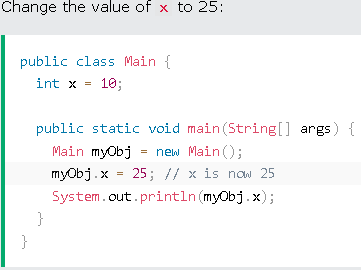 Change the value of x to 25:
public class Main {
  int x = 10;

  public static void main(String[] args) {
    Main myObj = new Main();
    myObj.x = 25; // x is now 25
    System.out.println(myObj.x);
  }
}